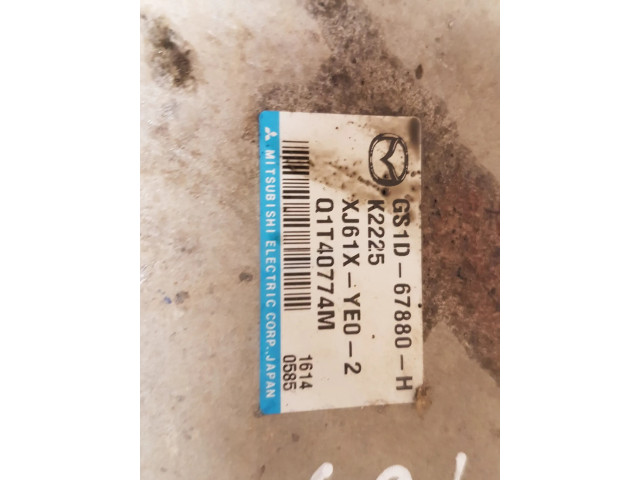 GS1D-67880-H
K2225
XJ61X-YE0-2
Q1T40774M
1614
0585
MITSUBISHI ELECTRIC CORP., JAPAN